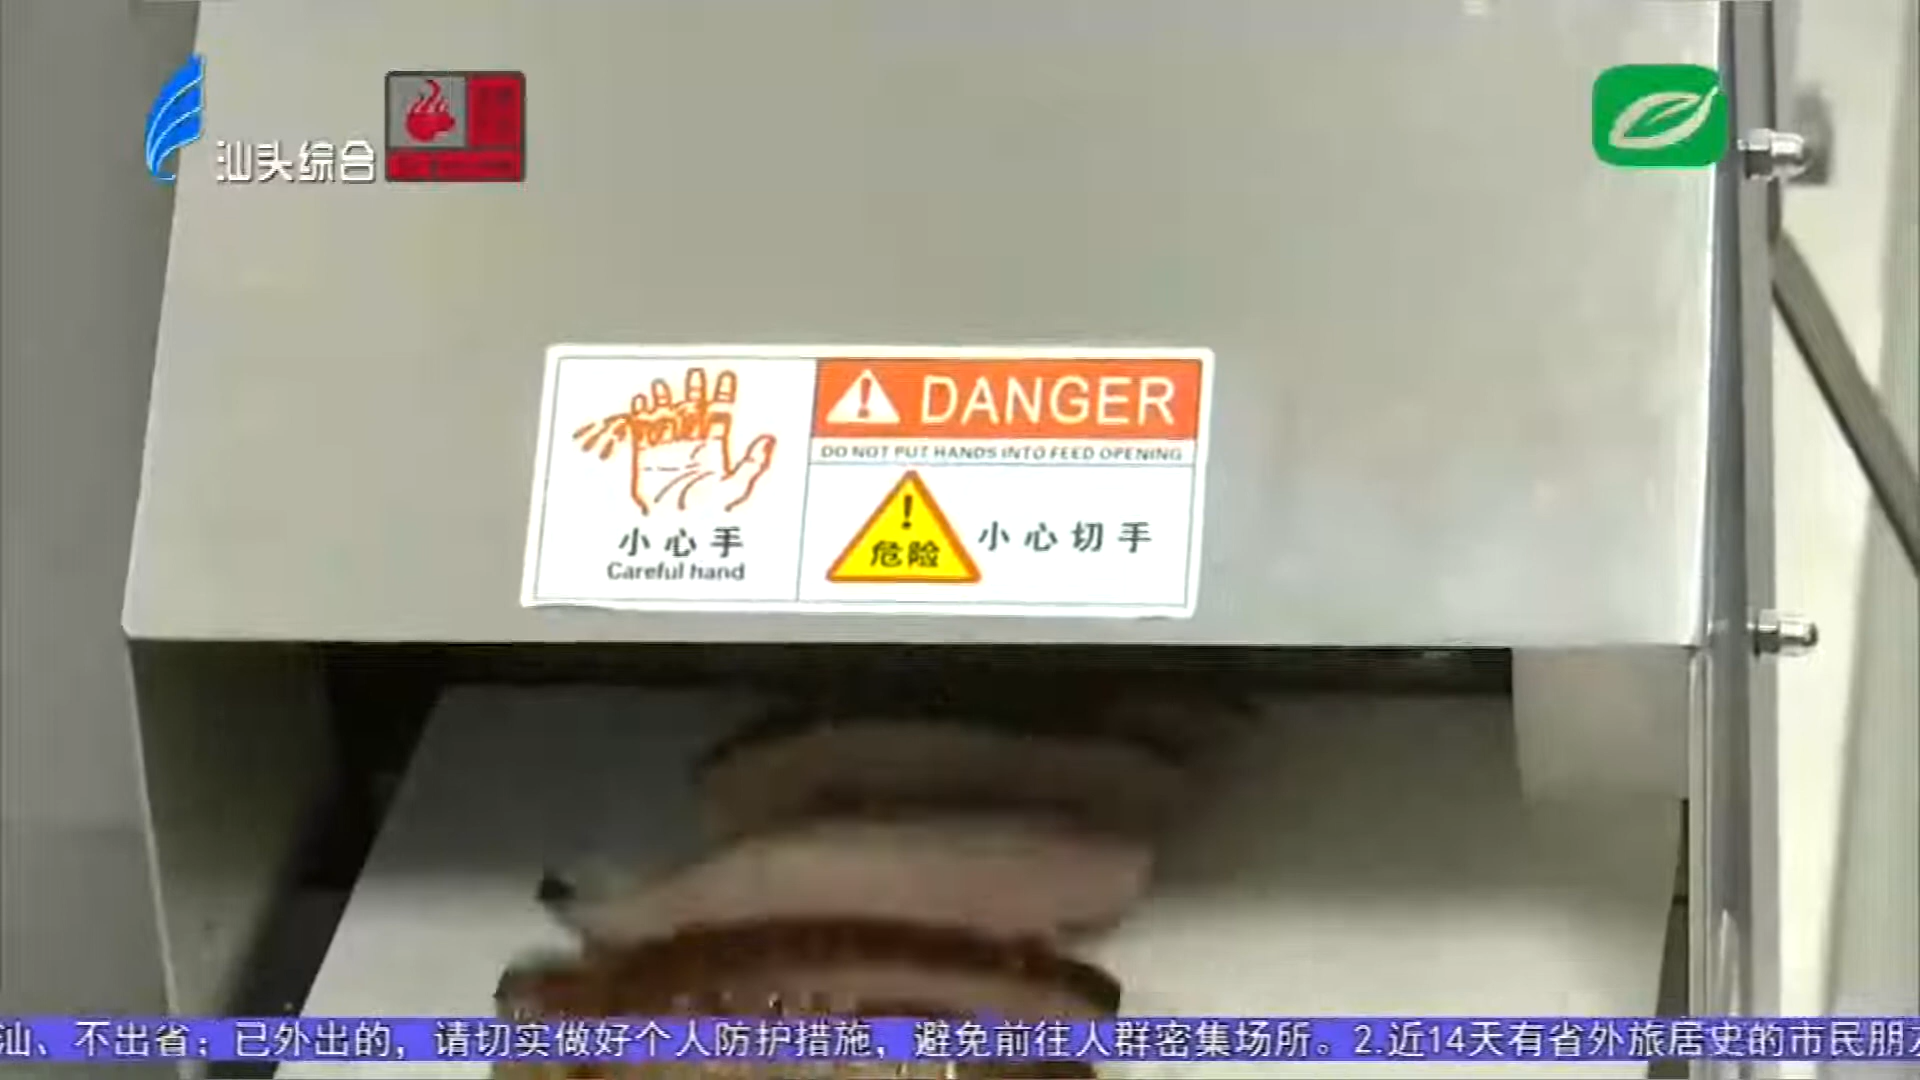 汕头综合
DANGER
DO NOT PUT HANDS INTO FEED OPENING
小心手
Careful hand
!
危险
小心切手
汕、不出省；已外出的，请切实做好个人防护措施，避免前往人群密集场所。2.近14天有省外旅居史的市民朋